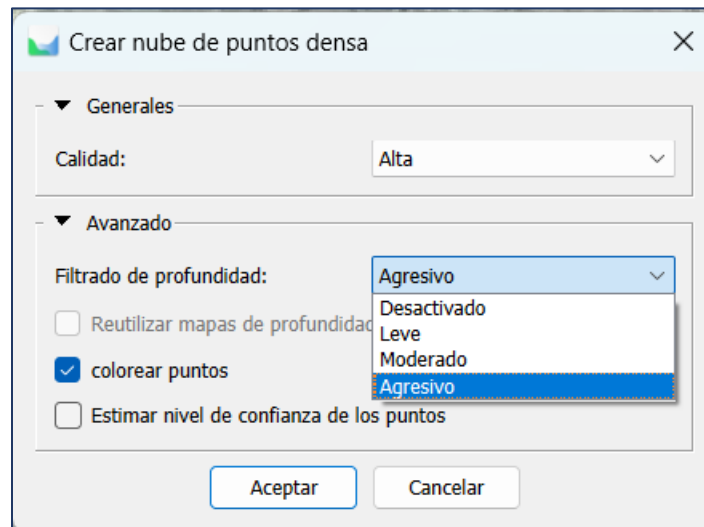 Crear nube de puntos densa
Generales
Calidad: Alta
Avanzado
Filtrado de profundidad: Agresivo
Desactivado
Reutilizar mapas de
Leve
Moderado
colorear puntos
Agresivo
Estimar nivel de confianza de los puntos
Aceptar Cancelar